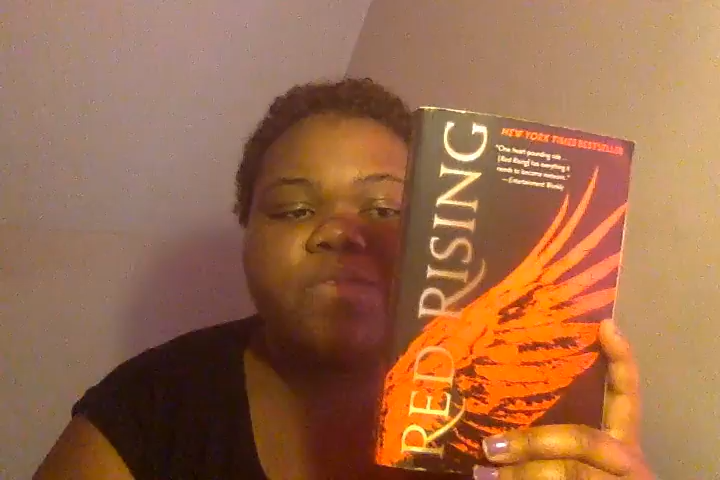 RED RISING
NEW YORK TIMES BESTSELLER
"One heart-pounding ride ...
[Red Rising] has everything it
needs to become meteoric."
—Entertainment Weekly